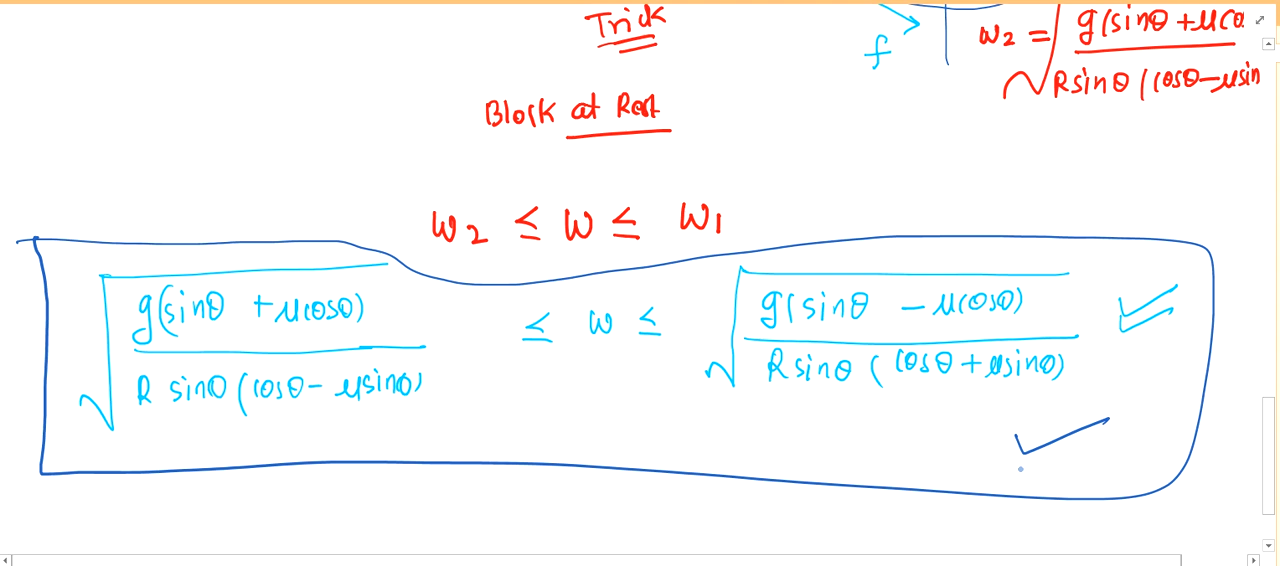 Trick
f
ω2 = √ g(sinθ + μco / Rsinθ (cosθ - μsin
Block at Rest
ω2 ≤ ω ≤ ω1
√ g(sinθ + μcosθ) / R sinθ (cosθ - μsinθ) ≤ ω ≤ √ g(sinθ - μcosθ) / R sinθ (cosθ + μsinθ)